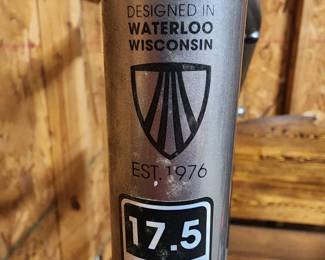 DESIGNED IN
WATERLOO
WISCONSIN
EST. 1976
17.5